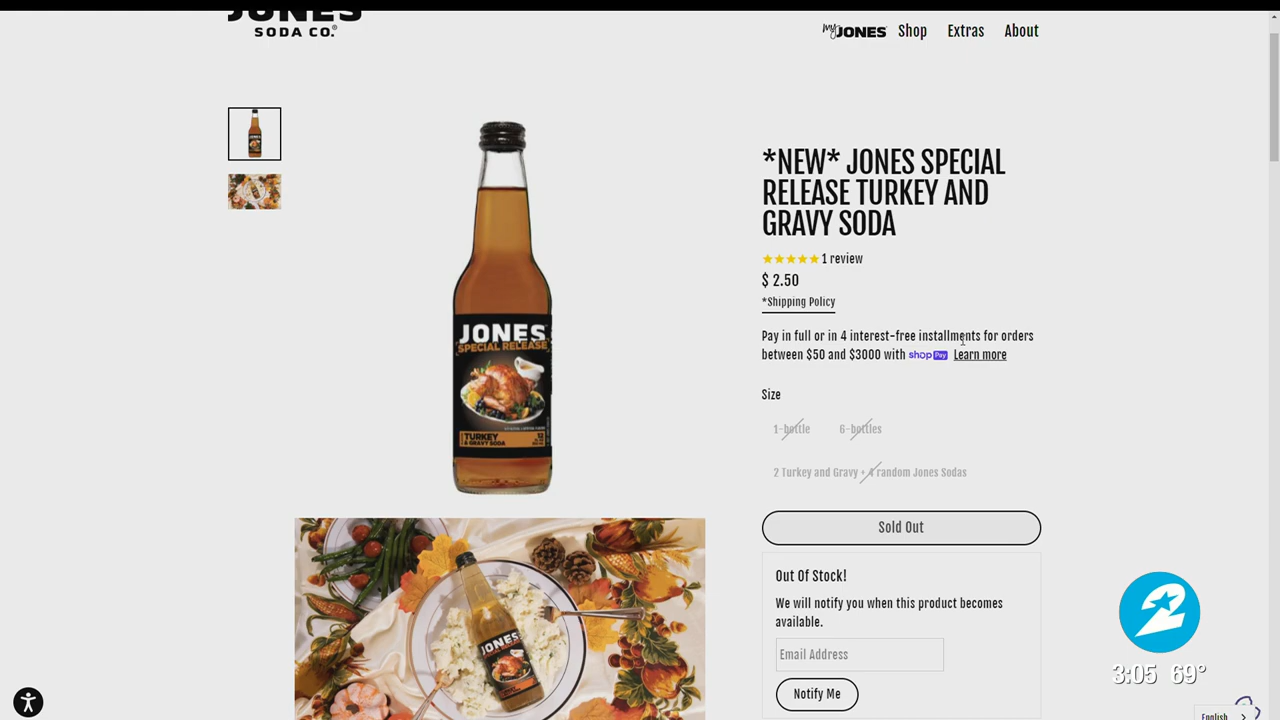 JONES
SODA CO.®
my JONES Shop Extras About
*NEW* JONES SPECIAL
RELEASE TURKEY AND
GRAVY SODA
1 review
$ 2.50
*Shipping Policy
Pay in full or in 4 interest-free installments for orders
between $50 and $3000 with shop Pay Learn more
Size
1-bottle 6-bottles
2 Turkey and Gravy + 4 random Jones Sodas
Sold Out
Out Of Stock!
We will notify you when this product becomes
available.
Email Address
Notify Me
JONES
SPECIAL RELEASE
TURKEY
& GRAVY SODA
JONES
2
3:05 69°
English